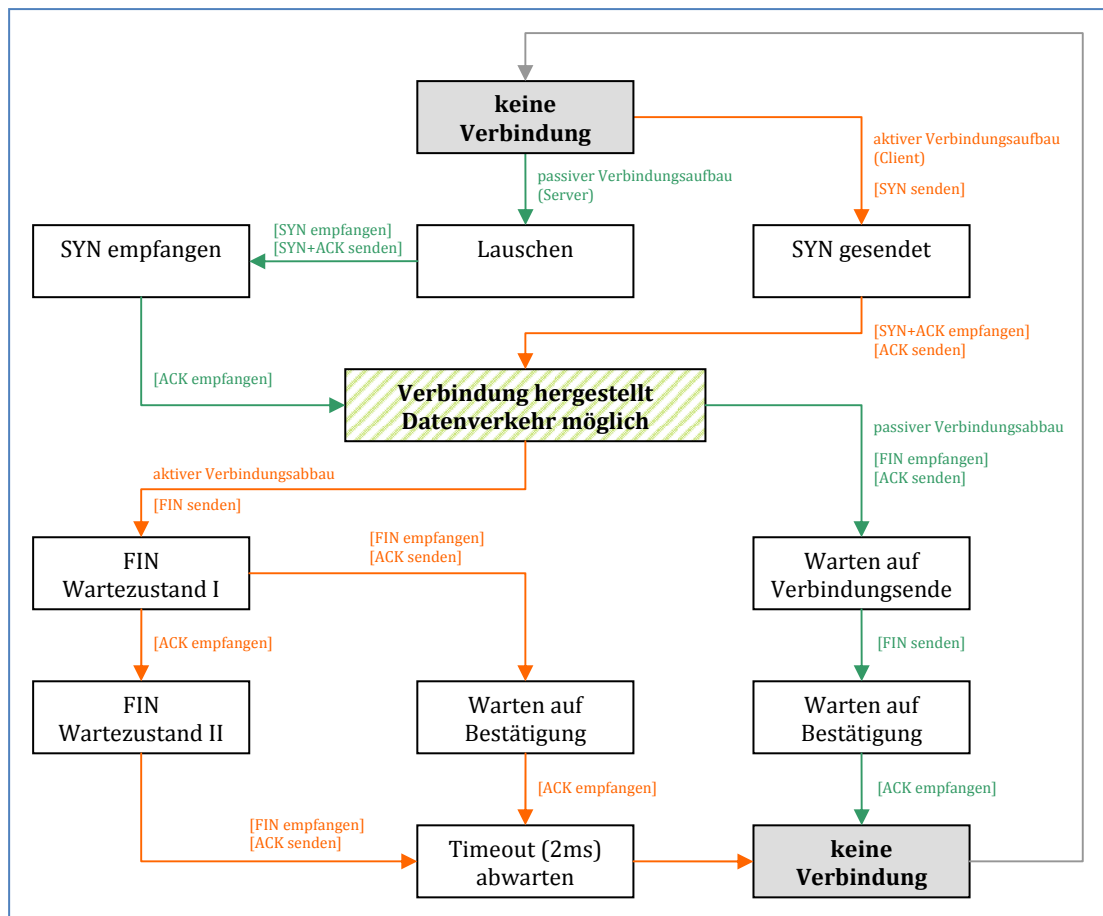 keine
Verbindung
aktiver Verbindungsaufbau
(Client)
[SYN senden]
passiver Verbindungsaufbau
(Server)
[SYN empfangen]
[SYN+ACK senden]
SYN empfangen
Lauschen
SYN gesendet
[SYN+ACK empfangen]
[ACK senden]
[ACK empfangen]
Verbindung hergestellt
Datenverkehr möglich
passiver Verbindungsabbau
[FIN empfangen]
[ACK senden]
aktiver Verbindungsabbau
[FIN senden]
[FIN empfangen]
[ACK senden]
FIN
Wartezustand I
Warten auf
Verbindungsende
[ACK empfangen]
[FIN senden]
FIN
Wartezustand II
Warten auf
Bestätigung
Warten auf
Bestätigung
[ACK empfangen]
[ACK empfangen]
[FIN empfangen]
[ACK senden]
Timeout (2ms)
abwarten
keine
Verbindung